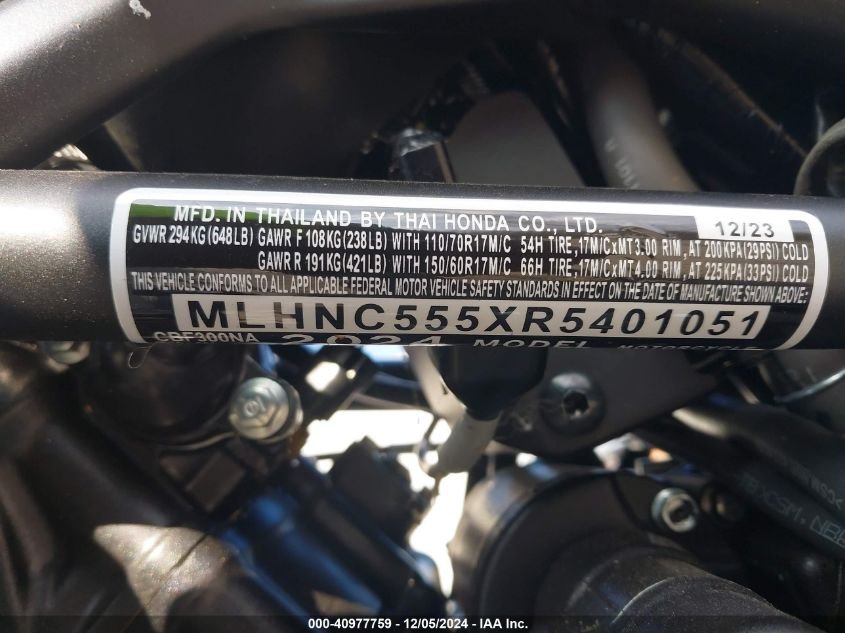 MFD. IN THAILAND BY THAI HONDA CO., LTD. 12/23
GVWR 294KG(648LB) GAWR F 108KG(238LB) WITH 110/70R17M/C 54H TIRE,17M/CxMT3.00 RIM, AT 200KPA(29PSI) COLD
GAWR R 191KG(421LB) WITH 150/60R17M/C 66H TIRE,17M/CxMT4.00 RIM, AT 225KPA(33PSI) COLD
THIS VEHICLE CONFORMS TO ALL APPLICABLE FEDERAL MOTOR VEHICLE SAFETY STANDARDS IN EFFECT ON THE DATE OF MANUFACTURE SHOWN ABOVE:
MLHNC555XR5401051
CBF300NA 2024 MODEL
000-40977759 - 12/05/2024 - IAA Inc.